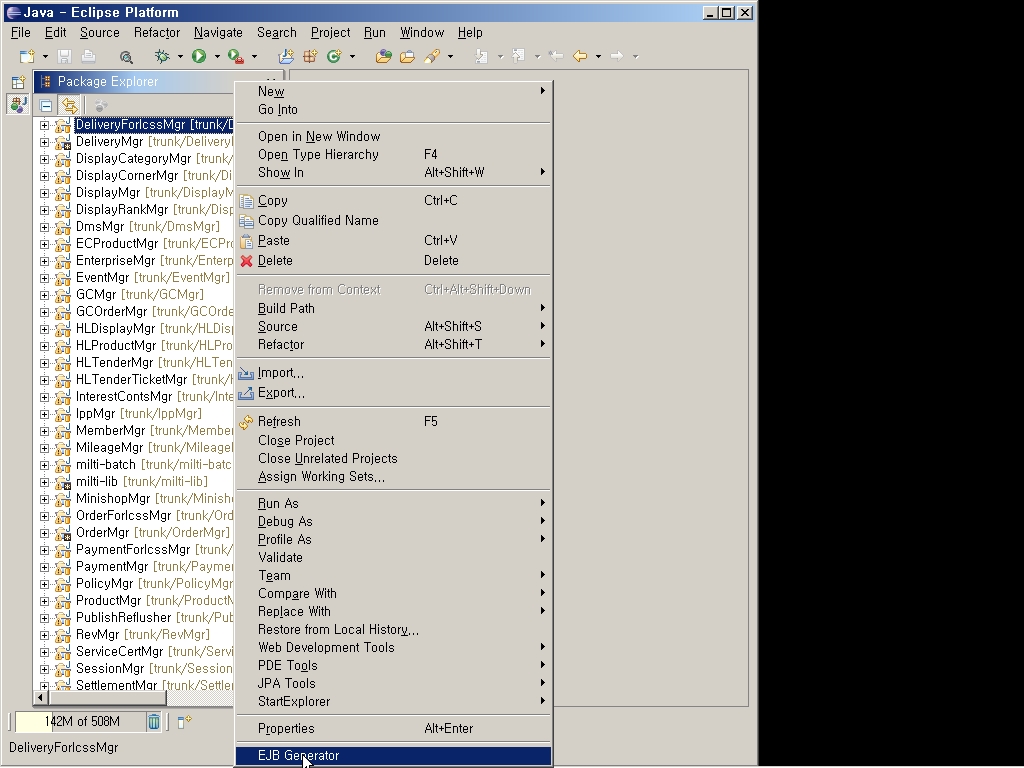 Java - Eclipse Platform
File Edit Source Refactor Navigate Search Project Run Window Help
Package Explorer
DeliveryForIcssMgr [trunk/D
DeliveryMgr [trunk/Delivery
DisplayCategoryMgr [trunk/
DisplayCornerMgr [trunk/Di
DisplayMgr [trunk/DisplayM
DisplayRankMgr [trunk/Disp
DmsMgr [trunk/DmsMgr]
ECProductMgr [trunk/ECPro
EnterpriseMgr [trunk/Enterp
EventMgr [trunk/EventMgr]
GCMgr [trunk/GCMgr]
GCOrderMgr [trunk/GCOrde
HLDisplayMgr [trunk/HLDisp
HLProductMgr [trunk/HLPro
HLTenderMgr [trunk/HLTen
HLTenderTicketMgr [trunk/H
InterestContsMgr [trunk/Inte
IppMgr [trunk/IppMgr]
MemberMgr [trunk/Member
MileageMgr [trunk/Mileagel
milti-batch [trunk/milti-batc
milti-lib [trunk/milti-lib]
MinishopMgr [trunk/Minisho
OrderForIcssMgr [trunk/Ord
OrderMgr [trunk/OrderMgr]
PaymentForIcssMgr [trunk/
PaymentMgr [trunk/Paymer
PolicyMgr [trunk/PolicyMgr
ProductMgr [trunk/ProductM
PublishReflusher [trunk/Pub
RevMgr [trunk/RevMgr]
ServiceCertMgr [trunk/Servi
SessionMgr [trunk/Session
SettlementMgr [trunk/Settler
142M of 508M
DeliveryForIcssMgr
New
Go Into
Open in New Window
Open Type Hierarchy F4
Show In Alt+Shift+W
Copy Ctrl+C
Copy Qualified Name
Paste Ctrl+V
Delete Delete
Remove from Context Ctrl+Alt+Shift+Down
Build Path
Source Alt+Shift+S
Refactor Alt+Shift+T
Import...
Export...
Refresh F5
Close Project
Close Unrelated Projects
Assign Working Sets...
Run As
Debug As
Profile As
Validate
Team
Compare With
Replace With
Restore from Local History...
Web Development Tools
PDE Tools
JPA Tools
StartExplorer
Properties Alt+Enter
EJB Generator